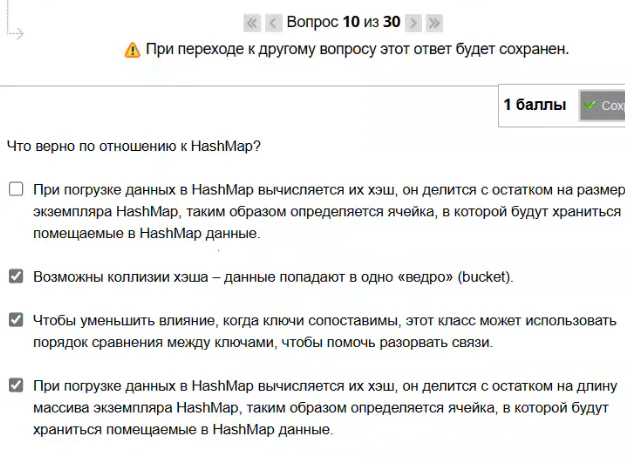 Вопрос 10 из 30
При переходе к другому вопросу этот ответ будет сохранен.
1 баллы
Что верно по отношению к HashMap?
При погрузке данных в HashMap вычисляется их хэш, он делится с остатком на размер
экземпляра HashMap, таким образом определяется ячейка, в которой будут храниться
помещаемые в HashMap данные.
Возможны коллизии хэша – данные попадают в одно «ведро» (bucket).
Чтобы уменьшить влияние, когда ключи сопоставимы, этот класс может использовать
порядок сравнения между ключами, чтобы помочь разорвать связи.
При погрузке данных в HashMap вычисляется их хэш, он делится с остатком на длину
массива экземпляра HashMap, таким образом определяется ячейка, в которой будут
храниться помещаемые в HashMap данные.